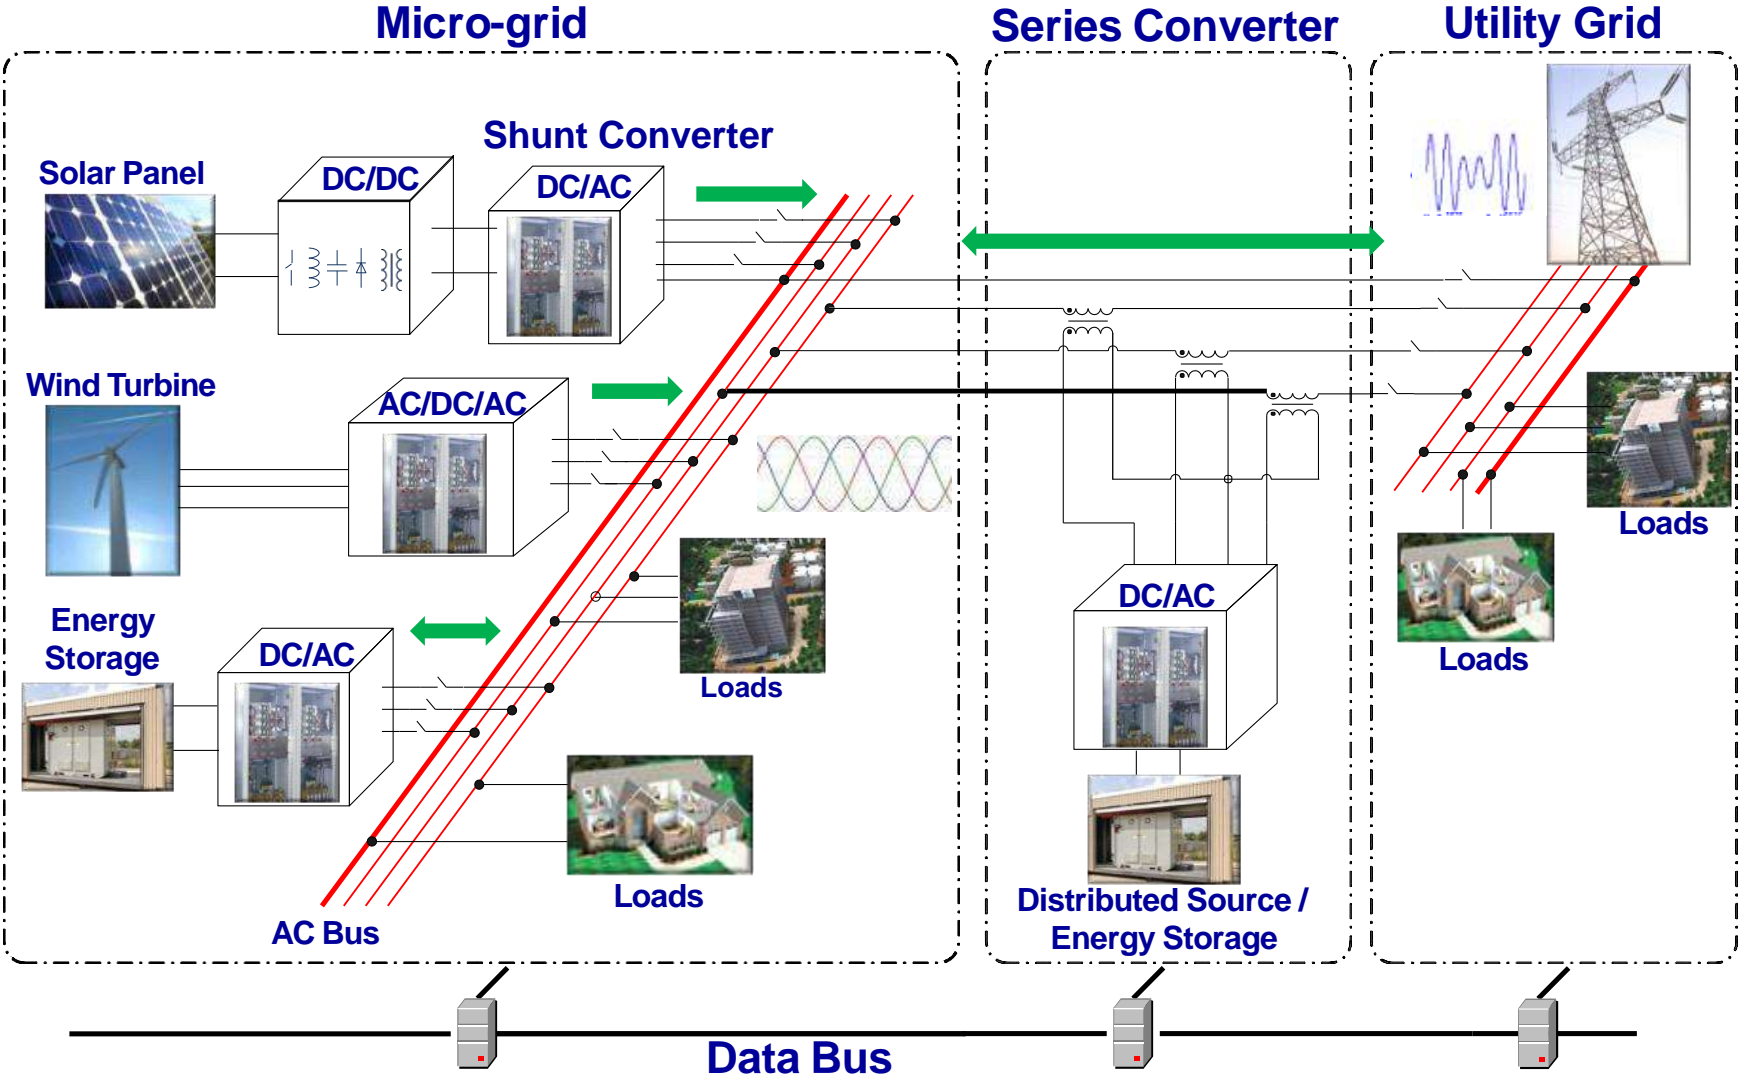 Micro-grid
Series Converter
Utility Grid
Shunt Converter
Solar Panel
DC/DC
DC/AC
Wind Turbine
AC/DC/AC
Energy
Storage
DC/AC
Loads
Loads
AC Bus
DC/AC
Distributed Source /
Energy Storage
Loads
Loads
Data Bus